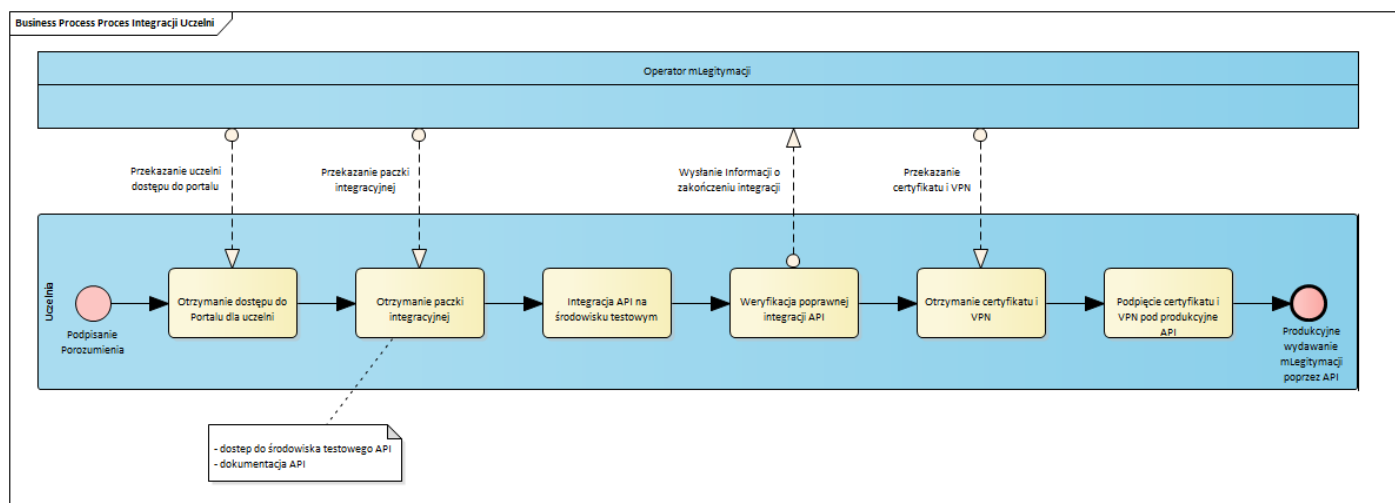 Business Process Proces Integracji Uczelni
Operator mLegitymacji
Przekazanie uczelni
dostępu do portalu
Przekazanie paczki
integracyjnej
Wysłanie Informacji o
zakończeniu integracji
Przekazanie
certyfikatu i VPN
Uczelnia
Podpisanie
Porozumienia
Otrzymanie dostępu do
Portalu dla uczelni
Otrzymanie paczki
integracyjnej
Integracja API na
środowisku testowym
Weryfikacja poprawnej
integracji API
Otrzymanie certyfikatu i
VPN
Podpięcie certyfikatu i
VPN pod produkcyjne
API
Produkcyjne
wydawanie
mLegitymacji
poprzez API
- dostep do środowiska testowego API
- dokumentacja API